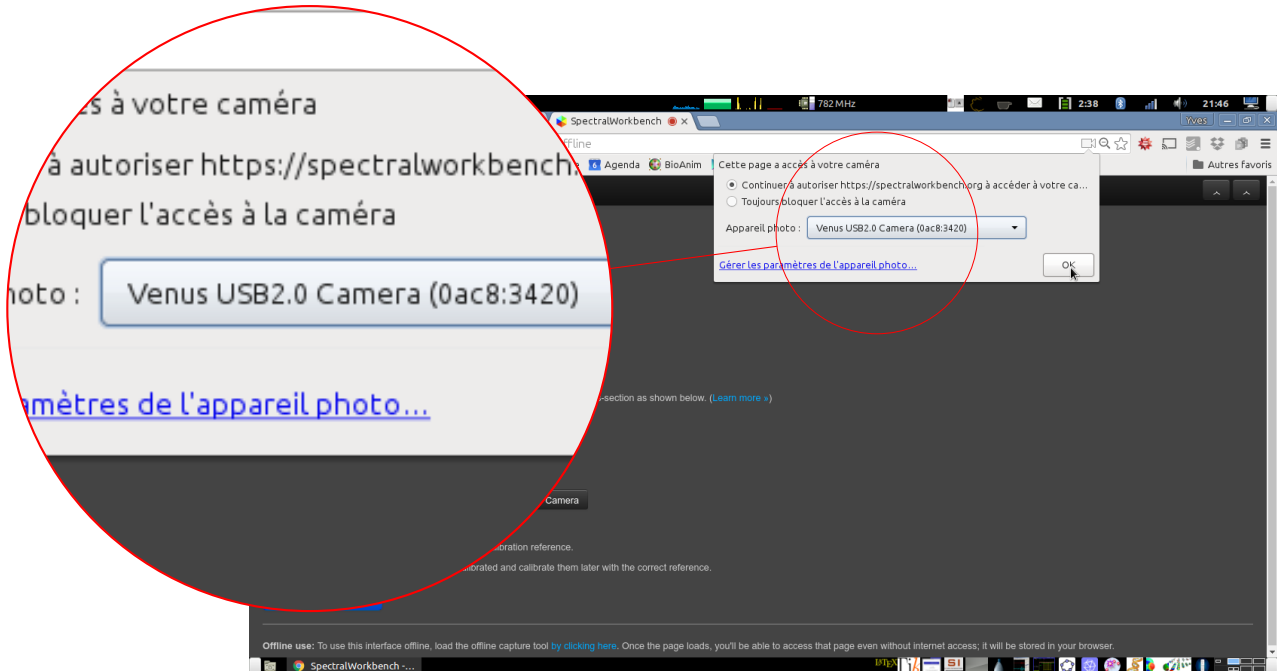 ès à votre caméra
à autoriser https://spectralworkbench.
bloquer l'accès à la caméra
hoto : Venus USB2.0 Camera (0ac8:3420)
amètres de l'appareil photo...
782 MHz 2:38 21:46
SpectralWorkbench Yves
offline
Agenda BioAnim Autres favoris
Cette page a accès à votre caméra
Continuer à autoriser https://spectralworkbench.org à accéder à votre ca...
Toujours bloquer l'accès à la caméra
Appareil photo : Venus USB2.0 Camera (0ac8:3420)
Gérer les paramètres de l'appareil photo...
OK
-section as shown below. (Learn more »)
Camera
bration reference.
brated and calibrate them later with the correct reference.
Offline use: To use this interface offline, load the offline capture tool by clicking here. Once the page loads, you'll be able to access that page even without internet access; it will be stored in your browser.
SpectralWorkbench -... LATEX SI